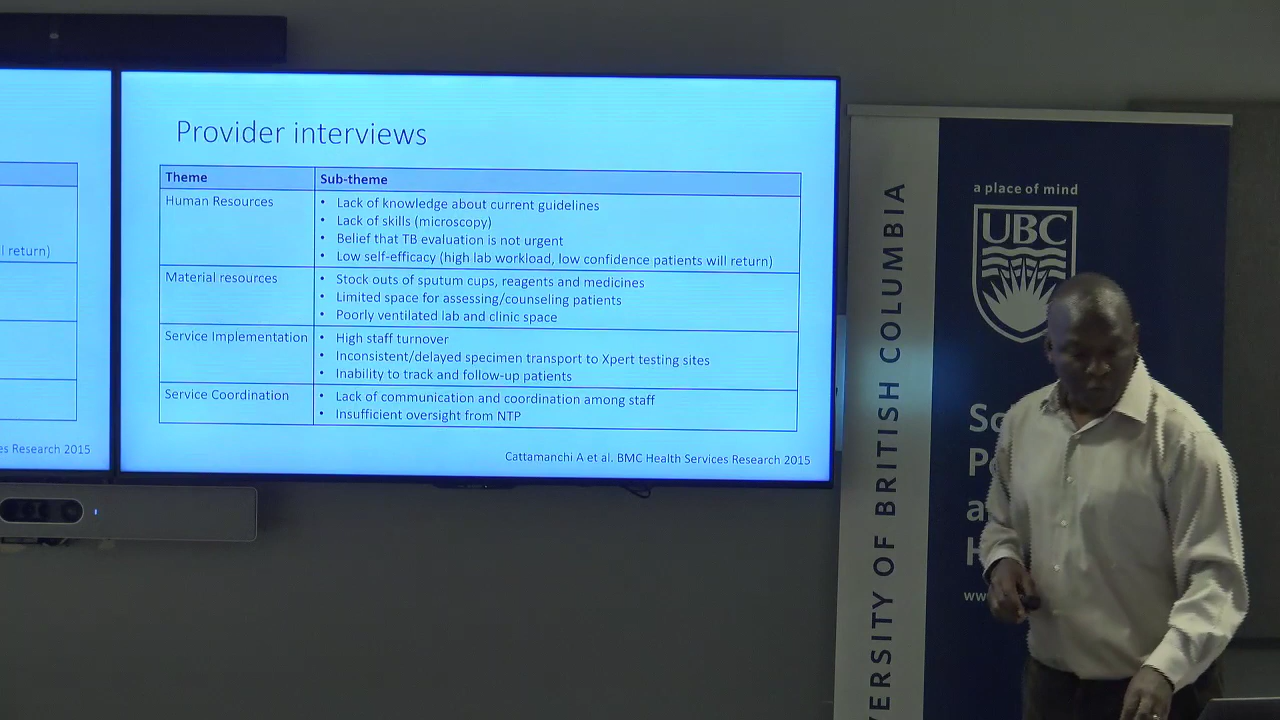 l return)
es Research 2015
Provider interviews
Theme
Sub-theme
Human Resources
• Lack of knowledge about current guidelines
• Lack of skills (microscopy)
• Belief that TB evaluation is not urgent
• Low self-efficacy (high lab workload, low confidence patients will return)
Material resources
• Stock outs of sputum cups, reagents and medicines
• Limited space for assessing/counseling patients
• Poorly ventilated lab and clinic space
Service Implementation
• High staff turnover
• Inconsistent/delayed specimen transport to Xpert testing sites
• Inability to track and follow-up patients
Service Coordination
• Lack of communication and coordination among staff
• Insufficient oversight from NTP
Cattamanchi A et al. BMC Health Services Research 2015
VERSITY OF BRITISH COLUMBIA
a place of mind
UBC